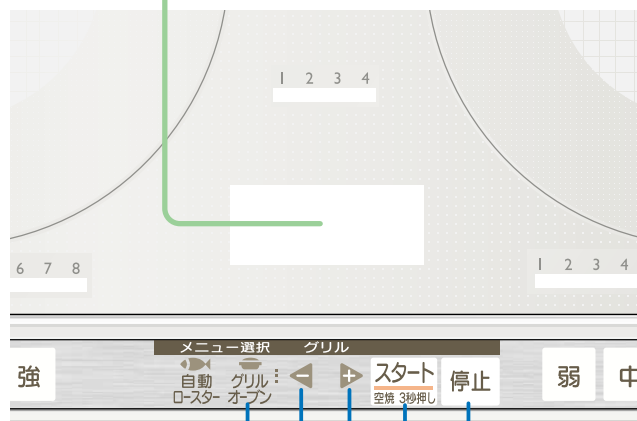 1 2 3 4
6 7 8
1 2 3 4
メニュー選択 グリル
強
自動
ロースター
グリル
オーブン
スタート
空焼 3秒押し
停止
弱
中